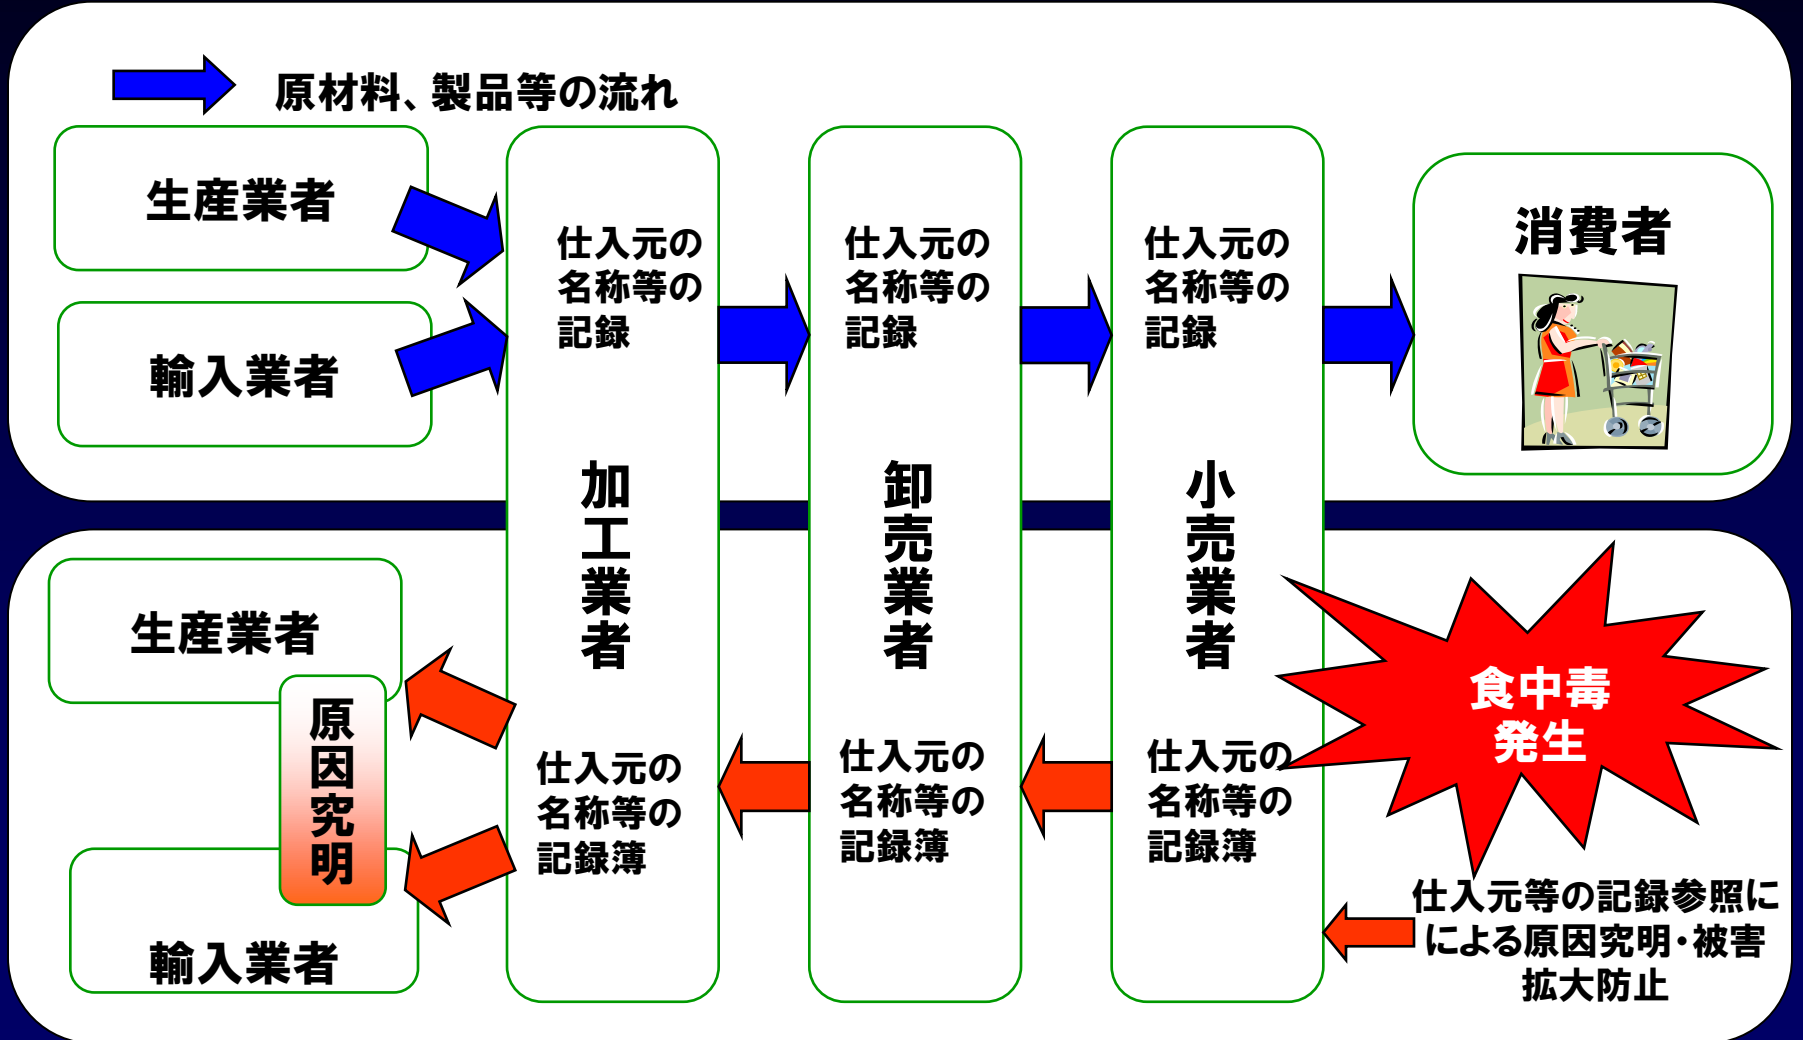 原材料、製品等の流れ
生産業者
輸入業者
仕入元の
名称等の
記録
仕入元の
名称等の
記録
仕入元の
名称等の
記録
消費者
加工業者
卸売業者
小売業者
生産業者
原因究明
輸入業者
仕入元の
名称等の
記録簿
仕入元の
名称等の
記録簿
仕入元の
名称等の
記録簿
食中毒
発生
仕入元等の記録参照に
による原因究明・被害
拡大防止